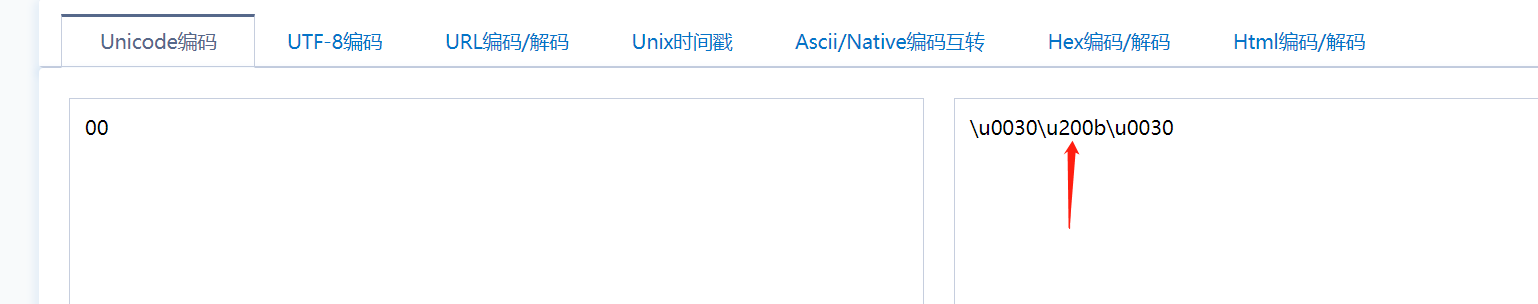 Unicode编码 UTF-8编码 URL编码/解码 Unix时间戳 Ascii/Native编码互转 Hex编码/解码 Html编码/解码
00 \u0030\u200b\u0030